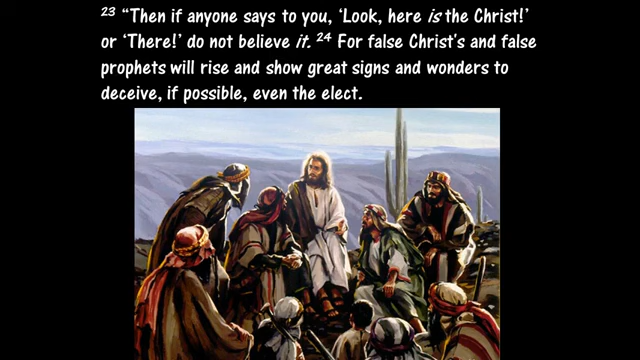 ²³ “Then if anyone says to you, ‘Look, here is the Christ!’
or ‘There!’ do not believe it. ²⁴ For false Christ's and false
prophets will rise and show great signs and wonders to
deceive, if possible, even the elect.